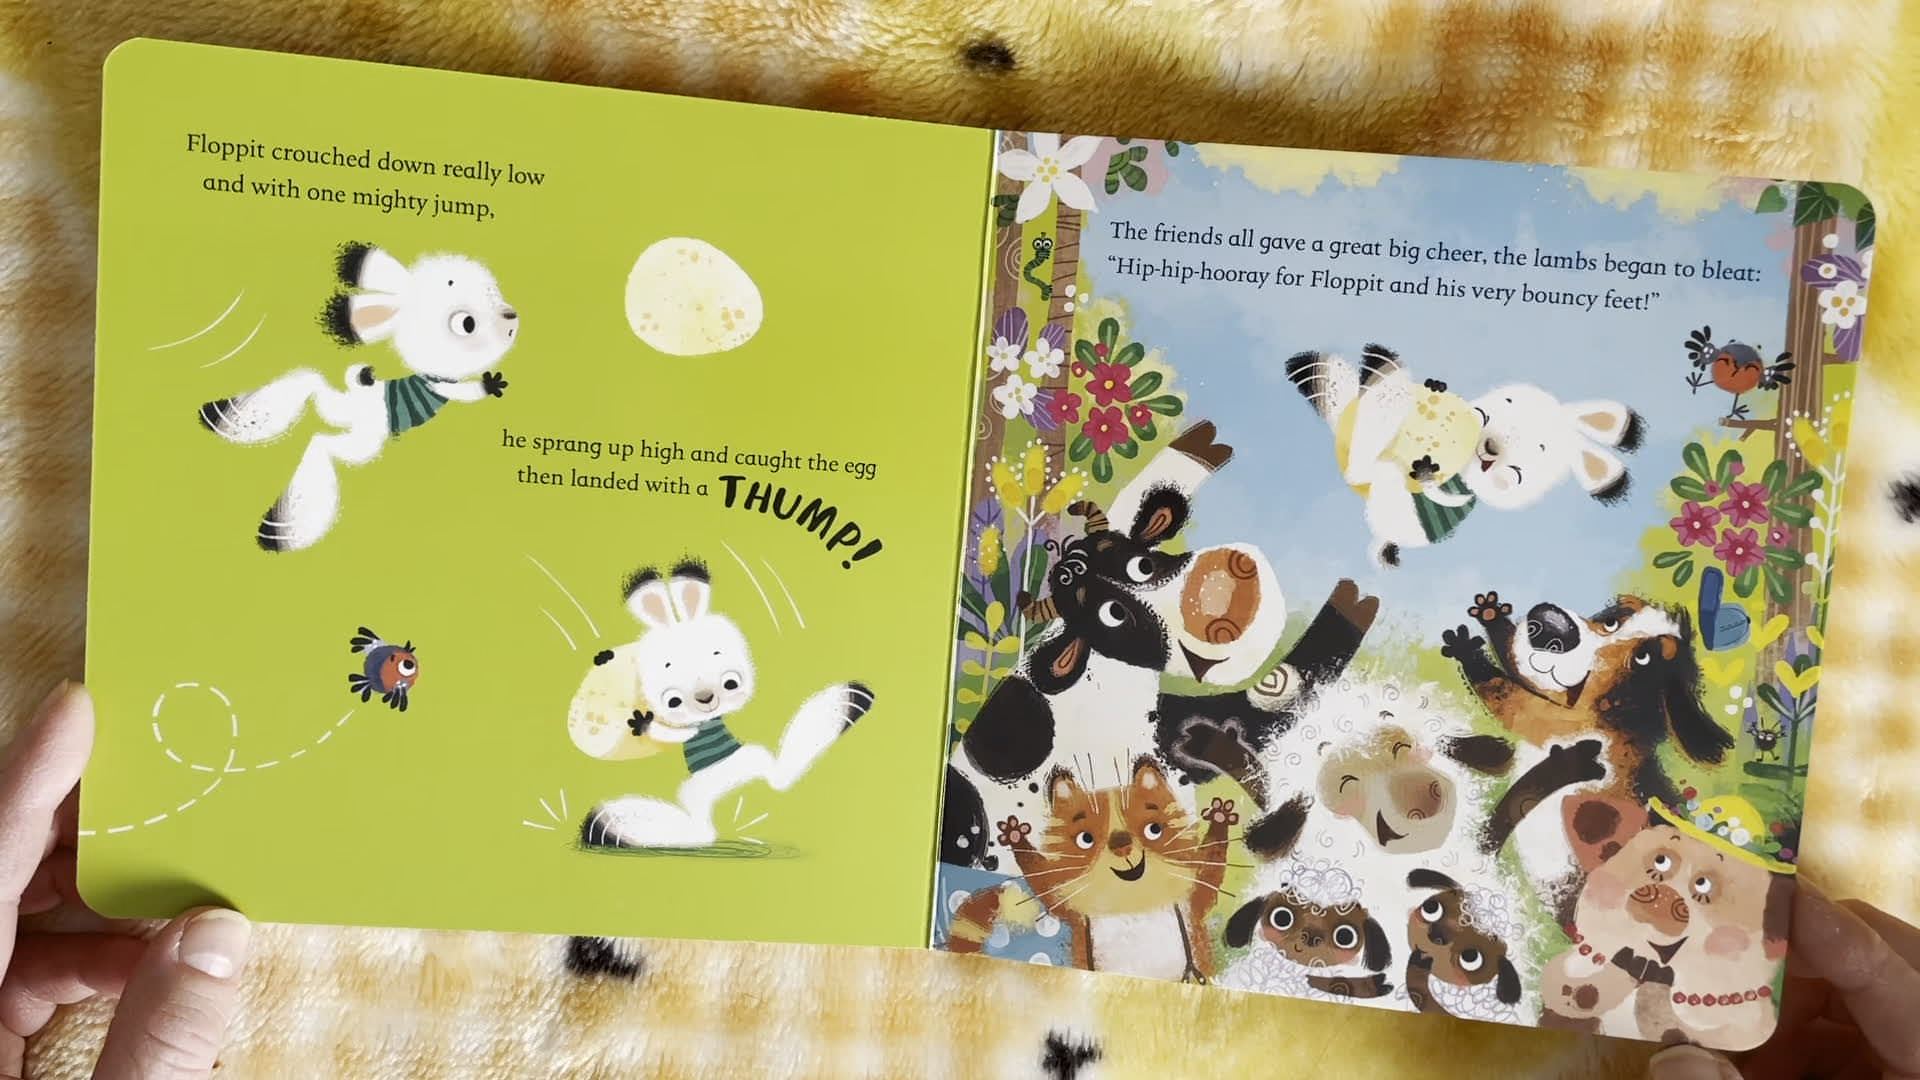 Floppit crouched down really low
and with one mighty jump,
he sprang up high and caught the egg
then landed with a THUMP!
The friends all gave a great big cheer, the lambs began to bleat:
“Hip-hip-hooray for Floppit and his very bouncy feet!”